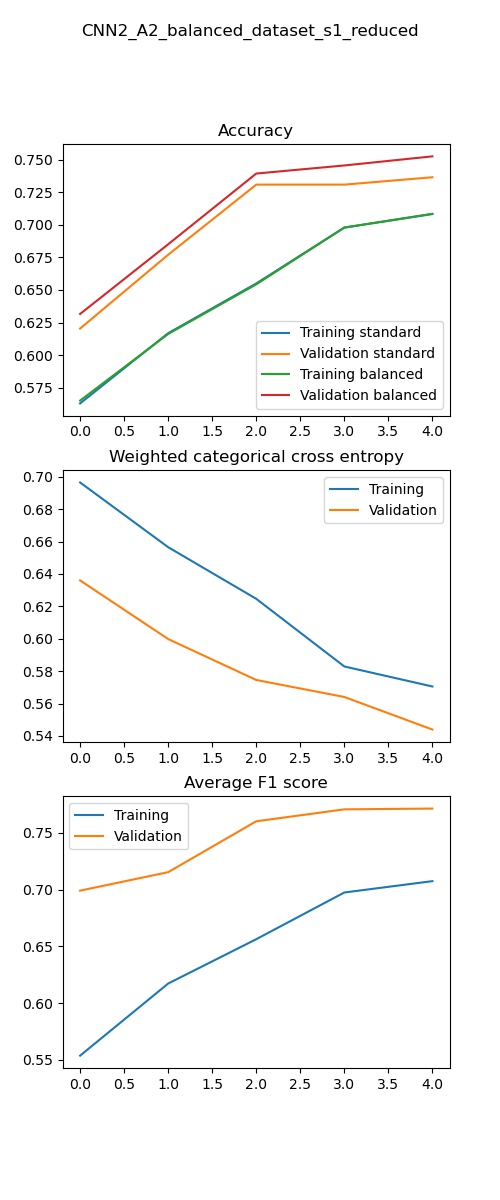 CNN2_A2_balanced_dataset_s1_reduced
Accuracy
0.750
0.725
0.700
0.675
0.650
0.625
0.600
0.575
Training standard
Validation standard
Training balanced
Validation balanced
0.0 0.5 1.0 1.5 2.0 2.5 3.0 3.5 4.0
Weighted categorical cross entropy
0.70
0.68
0.66
0.64
0.62
0.60
0.58
0.56
0.54
Training
Validation
0.0 0.5 1.0 1.5 2.0 2.5 3.0 3.5 4.0
Average F1 score
Training
Validation
0.75
0.70
0.65
0.60
0.55
0.0 0.5 1.0 1.5 2.0 2.5 3.0 3.5 4.0